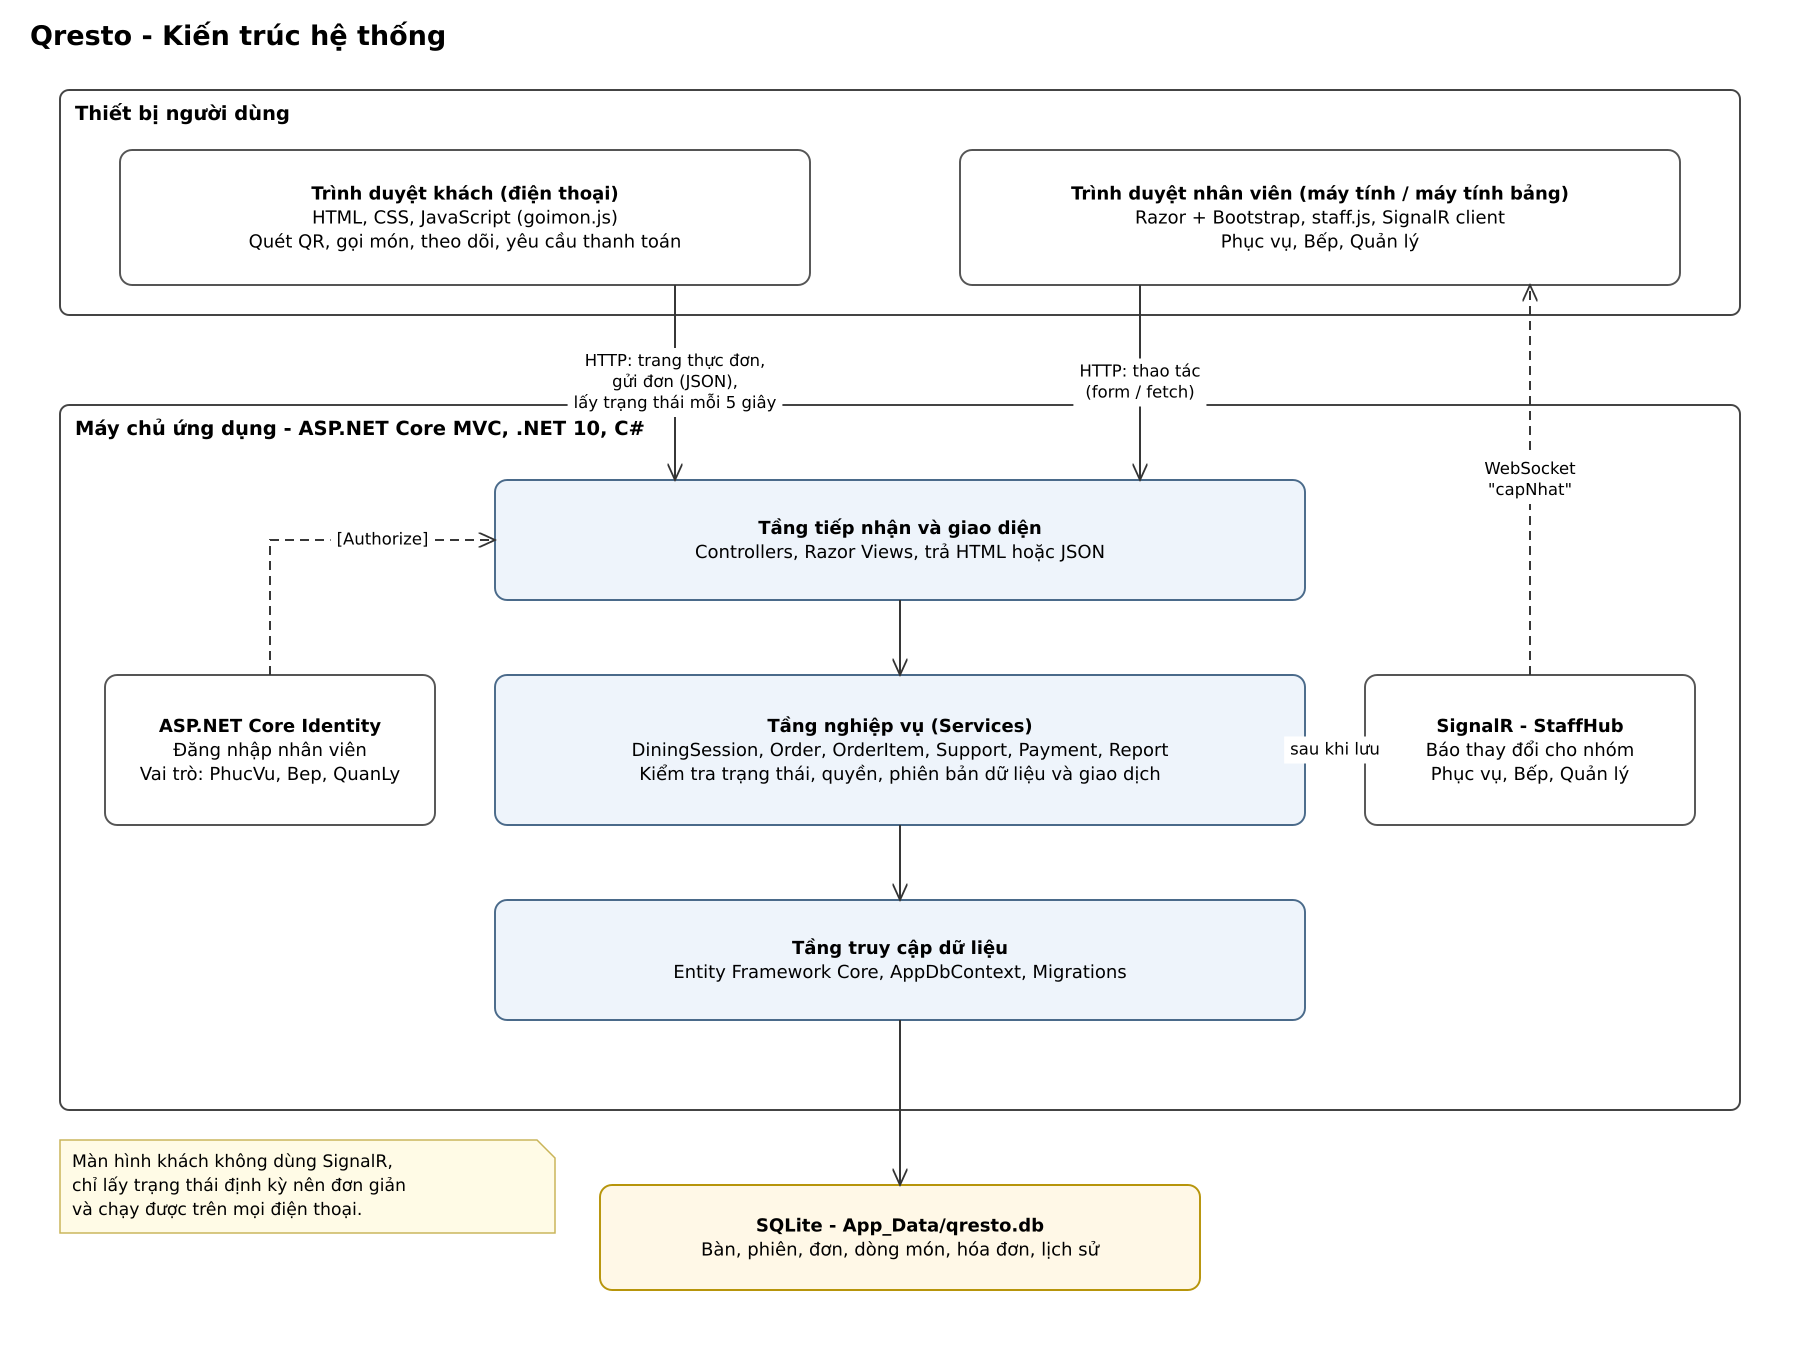 Qresto - Kiến trúc hệ thống
Thiết bị người dùng
Trình duyệt khách (điện thoại)
HTML, CSS, JavaScript (goimon.js)
Quét QR, gọi món, theo dõi, yêu cầu thanh toán
Trình duyệt nhân viên (máy tính / máy tính bảng)
Razor + Bootstrap, staff.js, SignalR client
Phục vụ, Bếp, Quản lý
HTTP: trang thực đơn,
gửi đơn (JSON),
lấy trạng thái mỗi 5 giây
HTTP: thao tác
(form / fetch)
Máy chủ ứng dụng - ASP.NET Core MVC, .NET 10, C#
WebSocket
"capNhat"
Tầng tiếp nhận và giao diện
Controllers, Razor Views, trả HTML hoặc JSON
[Authorize]
ASP.NET Core Identity
Đăng nhập nhân viên
Vai trò: PhucVu, Bep, QuanLy
Tầng nghiệp vụ (Services)
DiningSession, Order, OrderItem, Support, Payment, Report
Kiểm tra trạng thái, quyền, phiên bản dữ liệu và giao dịch
sau khi lưu
SignalR - StaffHub
Báo thay đổi cho nhóm
Phục vụ, Bếp, Quản lý
Tầng truy cập dữ liệu
Entity Framework Core, AppDbContext, Migrations
Màn hình khách không dùng SignalR,
chỉ lấy trạng thái định kỳ nên đơn giản
và chạy được trên mọi điện thoại.
SQLite - App_Data/qresto.db
Bàn, phiên, đơn, dòng món, hóa đơn, lịch sử